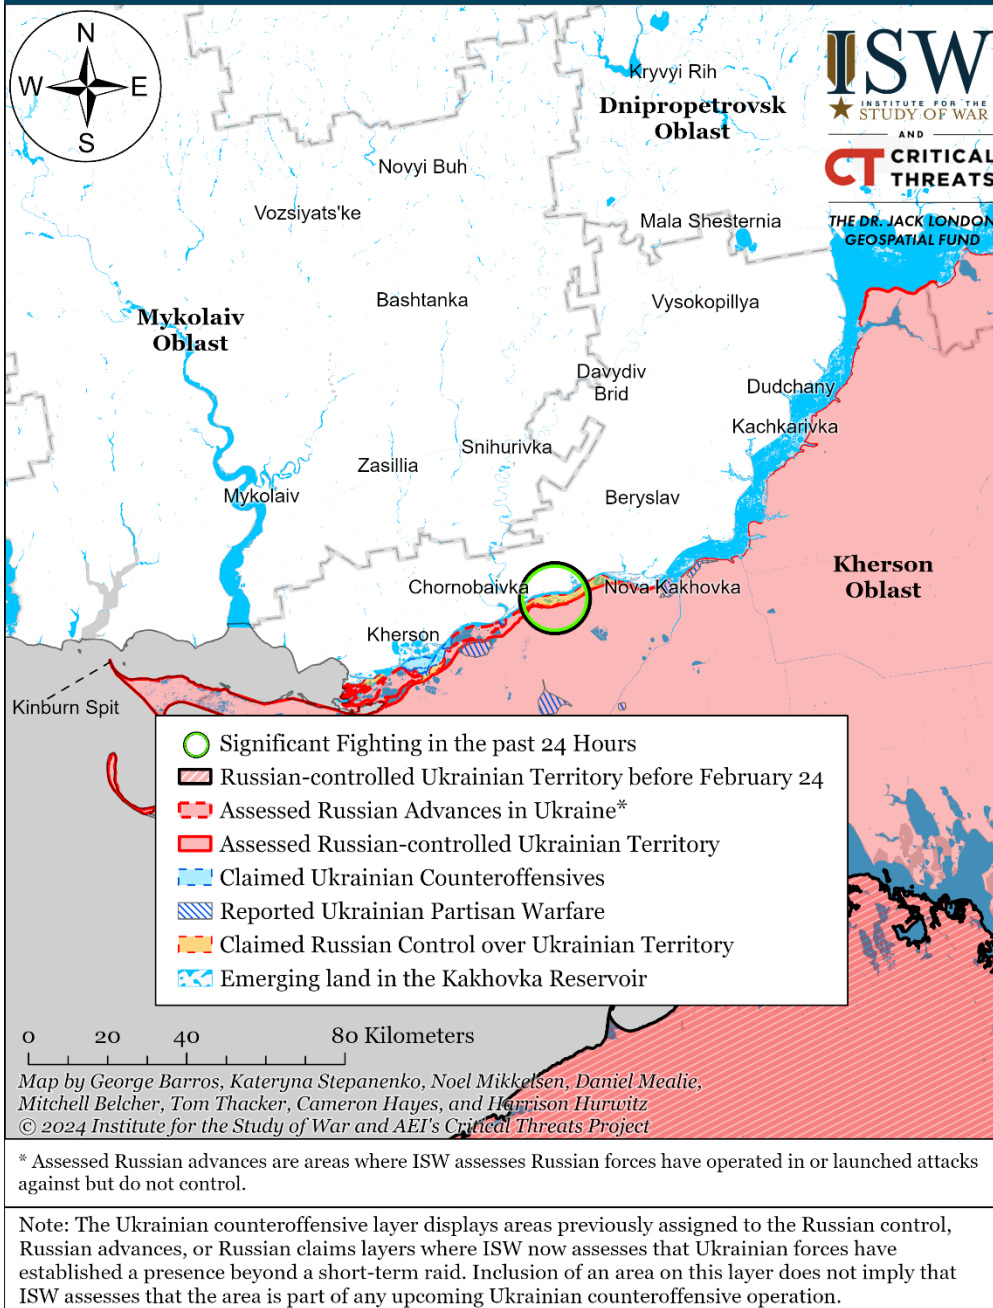 N
W E
S
ISW
INSTITUTE FOR THE
STUDY OF WAR
AND
CT CRITICAL
THREATS
THE DR. JACK LONDON
GEOSPATIAL FUND
Kryvyi Rih
Dnipropetrovsk
Oblast
Novyi Buh
Vozsiyats'ke
Mala Shesternia
Bashtanka
Vysokopillya
Mykolaiv
Oblast
Davydiv
Brid
Dudchany
Kachkarivka
Snihurivka
Zasillia
Mykolaiv
Beryslav
Kherson
Oblast
Chornobaivka
Nova Kakhovka
Kherson
Kinburn Spit
Significant Fighting in the past 24 Hours
Russian-controlled Ukrainian Territory before February 24
Assessed Russian Advances in Ukraine*
Assessed Russian-controlled Ukrainian Territory
Claimed Ukrainian Counteroffensives
Reported Ukrainian Partisan Warfare
Claimed Russian Control over Ukrainian Territory
Emerging land in the Kakhovka Reservoir
0 20 40 80 Kilometers
Map by George Barros, Kateryna Stepanenko, Noel Mikkelsen, Daniel Mealie,
Mitchell Belcher, Tom Thacker, Cameron Hayes, and Harrison Hurwitz
© 2024 Institute for the Study of War and AEI's Critical Threats Project
* Assessed Russian advances are areas where ISW assesses Russian forces have operated in or launched attacks
against but do not control.
Note: The Ukrainian counteroffensive layer displays areas previously assigned to the Russian control,
Russian advances, or Russian claims layers where ISW now assesses that Ukrainian forces have
established a presence beyond a short-term raid. Inclusion of an area on this layer does not imply that
ISW assesses that the area is part of any upcoming Ukrainian counteroffensive operation.